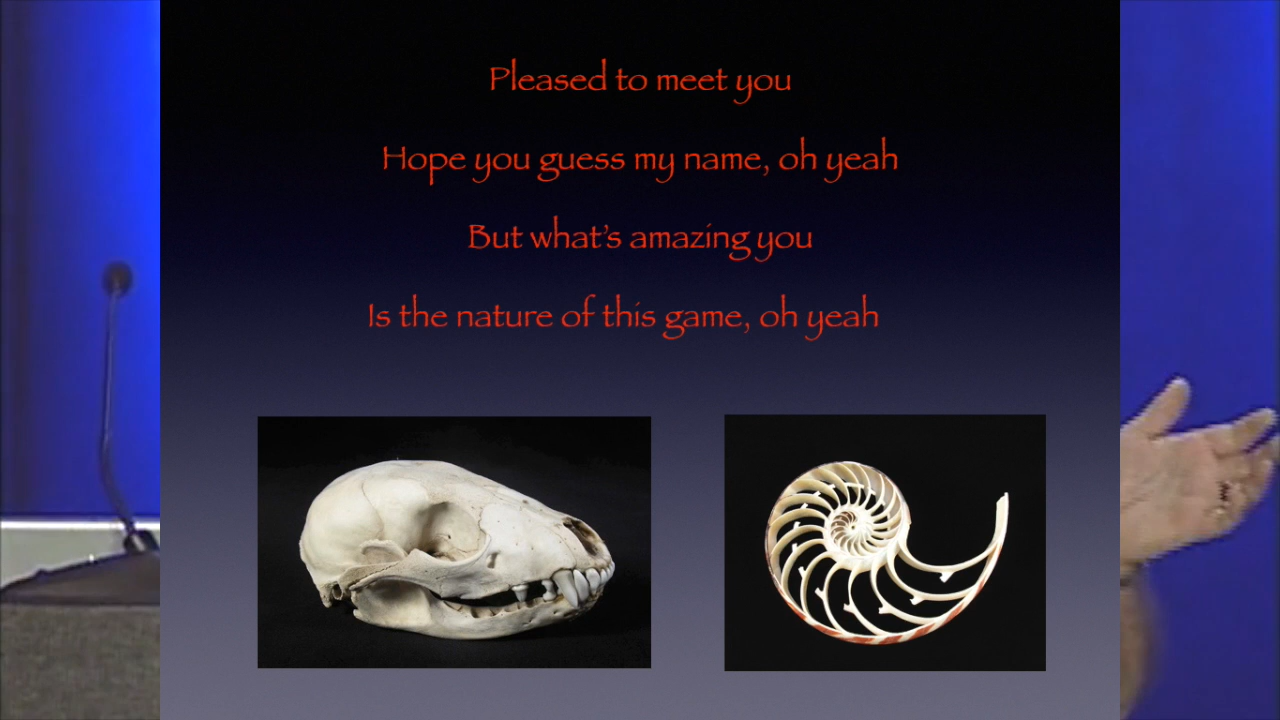 Pleased to meet you
Hope you guess my name, oh yeah
But what's amazing you
Is the nature of this game, oh yeah